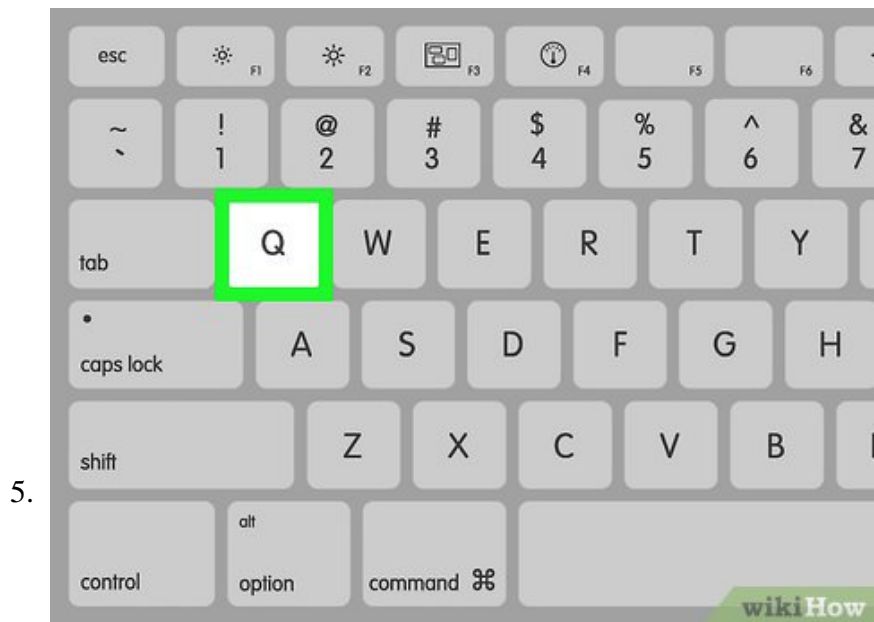 esc F1 F2 F3 F4 F5 F6
~ ! @ # $ % ^ &
` 1 2 3 4 5 6 7
tab Q W E R T Y
caps lock A S D F G H
shift Z X C V B
5.
alt
control option command ⌘
wikiHow